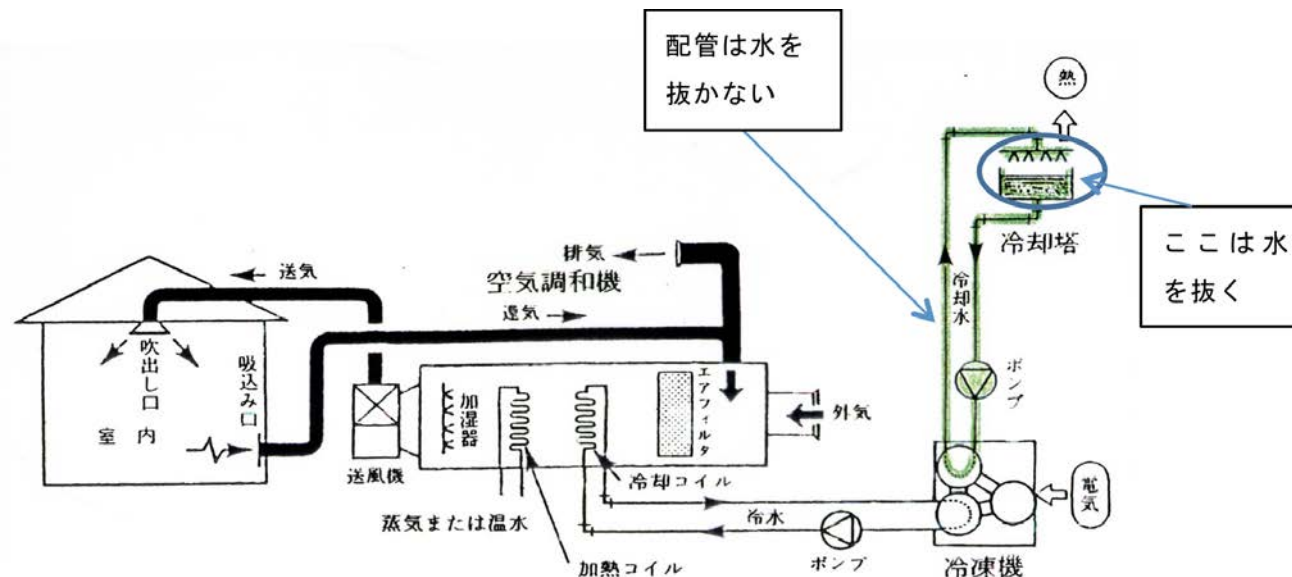 配管は水を
抜かない
熱
ここは水
を抜く
冷却塔
排気
送気
空気調和機
還気
冷却水
吹出し口
吸込み口
室内
ポンプ
エアフィルタ
加湿器
外気
送風機
冷却コイル
蒸気または温水
冷水
電気
加熱コイル
ポンプ
冷凍機